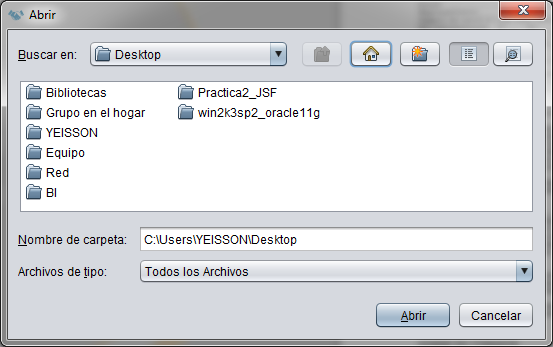 Abrir
Buscar en: Desktop
Bibliotecas
Grupo en el hogar
YEISSON
Equipo
Red
BI
Practica2_JSF
win2k3sp2_oracle11g
Nombre de carpeta: C:\Users\YEISSON\Desktop
Archivos de tipo: Todos los Archivos
Abrir Cancelar